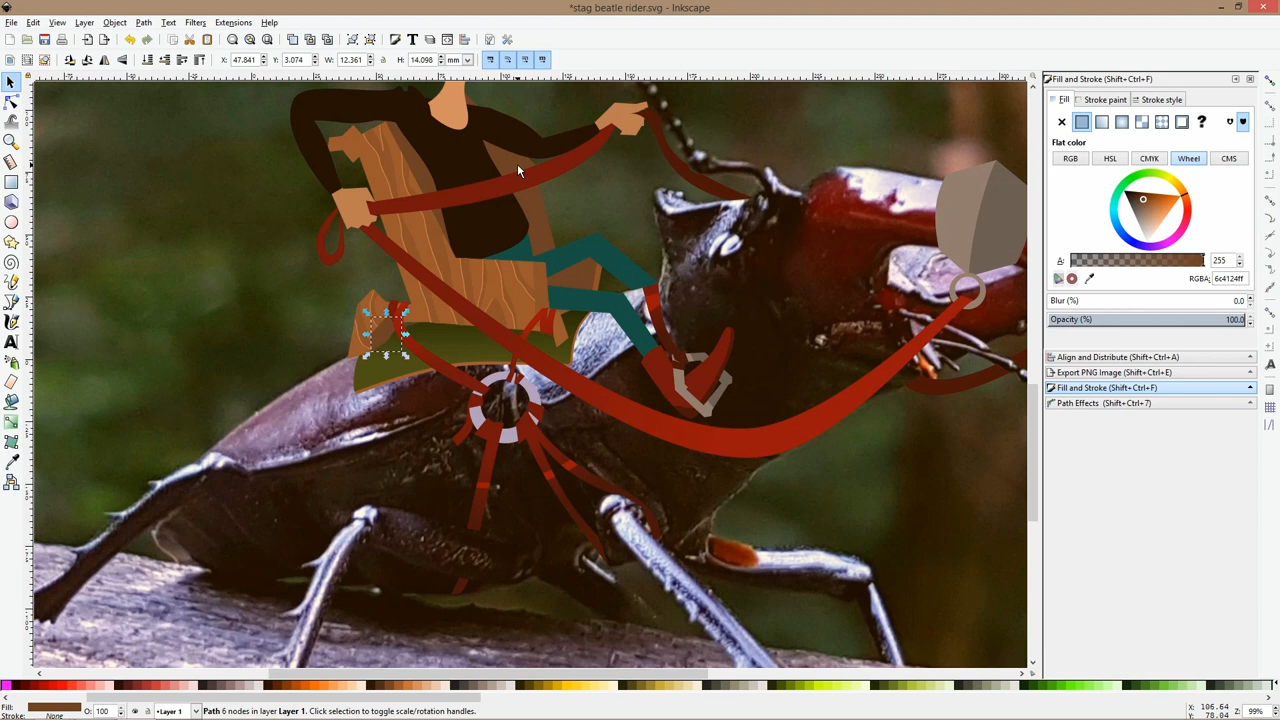 *stag beatle rider.svg - Inkscape
File Edit View Layer Object Path Text Filters Extensions Help
X: 47.841 Y: 3.074 W: 12.361 H: 14.098 mm
Fill and Stroke (Shift+Ctrl+F)
Fill Stroke paint Stroke style
?
Flat color
RGB HSL CMYK Wheel CMS
A: 255
RGBA: 6c4124ff
Blur (%) 0.0
Opacity (%) 100.0
Align and Distribute (Shift+Ctrl+A)
Export PNG Image (Shift+Ctrl+E)
Fill and Stroke (Shift+Ctrl+F)
Path Effects (Shift+Ctrl+7)
Fill: O: 100 •Layer 1 Path 6 nodes in layer Layer 1. Click selection to toggle scale/rotation handles. X: 106.64 Z: 99%
Stroke: None Y: 78.04